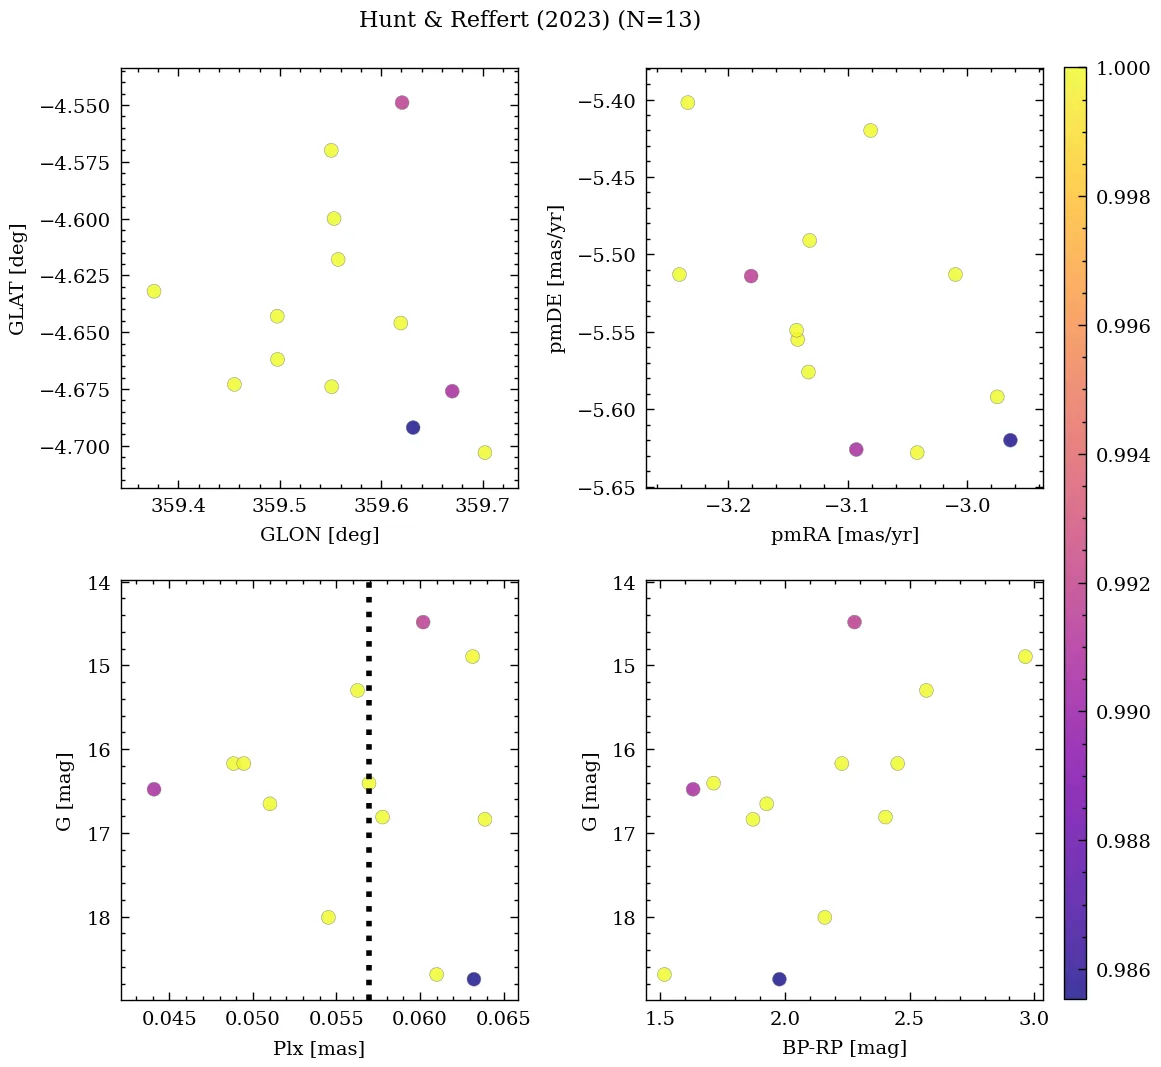 Hunt & Reffert (2023) (N=13)
GLAT [deg]
−4.550
−4.575
−4.600
−4.625
−4.650
−4.675
−4.700
359.4 359.5 359.6 359.7
GLON [deg]
pmDE [mas/yr]
−5.40
−5.45
−5.50
−5.55
−5.60
−5.65
−3.2 −3.1 −3.0
pmRA [mas/yr]
G [mag]
14
15
16
17
18
0.045 0.050 0.055 0.060 0.065
Plx [mas]
G [mag]
14
15
16
17
18
1.5 2.0 2.5 3.0
BP-RP [mag]
1.000
0.998
0.996
0.994
0.992
0.990
0.988
0.986